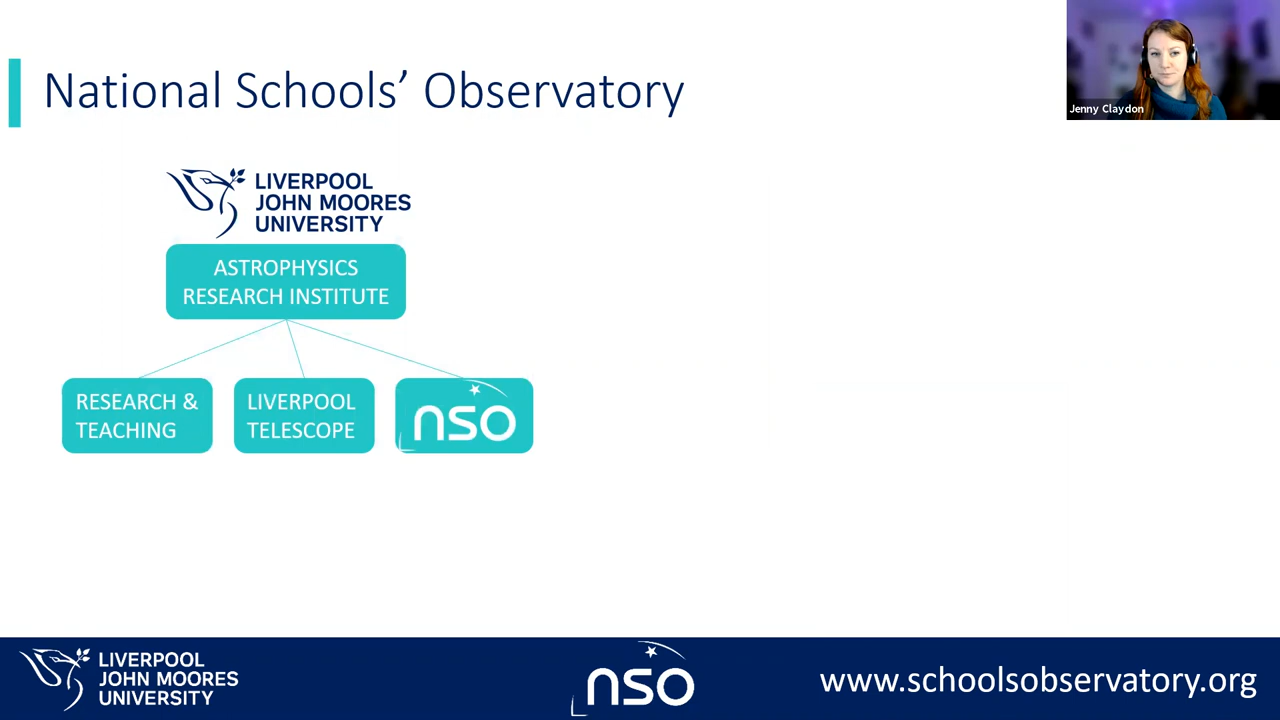 National Schools' Observatory
Jenny Claydon
LIVERPOOL
JOHN MOORES
UNIVERSITY
ASTROPHYSICS
RESEARCH INSTITUTE
RESEARCH &
TEACHING
LIVERPOOL
TELESCOPE
nso
LIVERPOOL
JOHN MOORES
UNIVERSITY
nso
www.schoolsobservatory.org